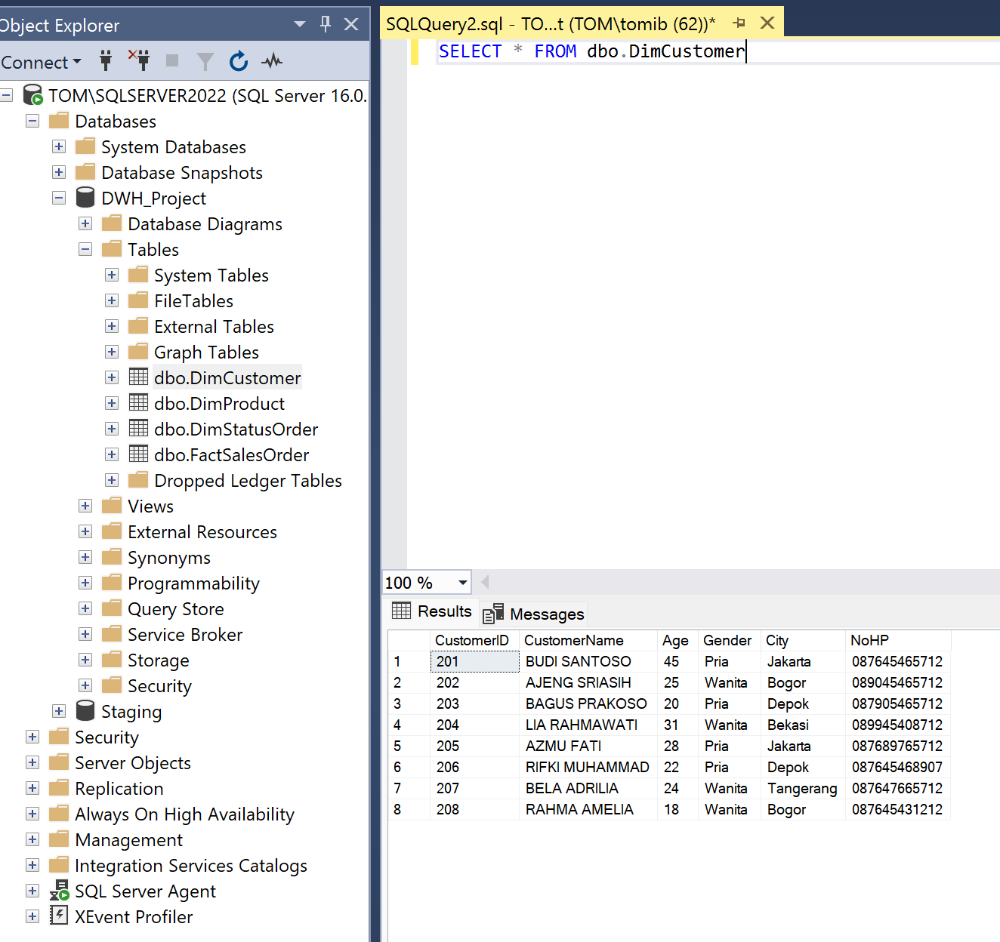 Object Explorer
Connect
TOM\SQLSERVER2022 (SQL Server 16.0.
Databases
System Databases
Database Snapshots
DWH_Project
Database Diagrams
Tables
System Tables
FileTables
External Tables
Graph Tables
dbo.DimCustomer
dbo.DimProduct
dbo.DimStatusOrder
dbo.FactSalesOrder
Dropped Ledger Tables
Views
External Resources
Synonyms
Programmability
Query Store
Service Broker
Storage
Security
Staging
Security
Server Objects
Replication
Always On High Availability
Management
Integration Services Catalogs
SQL Server Agent
XEvent Profiler
SQLQuery2.sql - TO...t (TOM\tomib (62))*
SELECT * FROM dbo.DimCustomer
100 %
Results Messages
CustomerID CustomerName Age Gender City NoHP
1 201 BUDI SANTOSO 45 Pria Jakarta 087645465712
2 202 AJENG SRIASIH 25 Wanita Bogor 089045465712
3 203 BAGUS PRAKOSO 20 Pria Depok 087905465712
4 204 LIA RAHMAWATI 31 Wanita Bekasi 089945408712
5 205 AZMU FATI 28 Pria Jakarta 087689765712
6 206 RIFKI MUHAMMAD 22 Pria Depok 087645468907
7 207 BELA ADRILIA 24 Wanita Tangerang 087647665712
8 208 RAHMA AMELIA 18 Wanita Bogor 087645431212